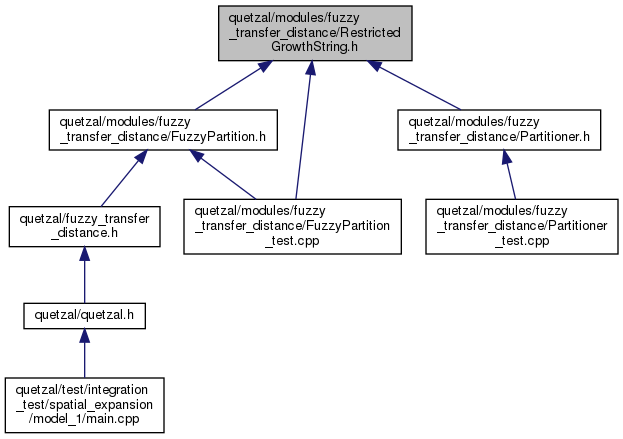 quetzal/modules/fuzzy
_transfer_distance/Restricted
GrowthString.h
quetzal/modules/fuzzy
_transfer_distance/FuzzyPartition.h
quetzal/modules/fuzzy
_transfer_distance/Partitioner.h
quetzal/fuzzy_transfer
_distance.h
quetzal/modules/fuzzy
_transfer_distance/FuzzyPartition
_test.cpp
quetzal/modules/fuzzy
_transfer_distance/Partitioner
_test.cpp
quetzal/quetzal.h
quetzal/test/integration
_test/spatial_expansion
/model_1/main.cpp